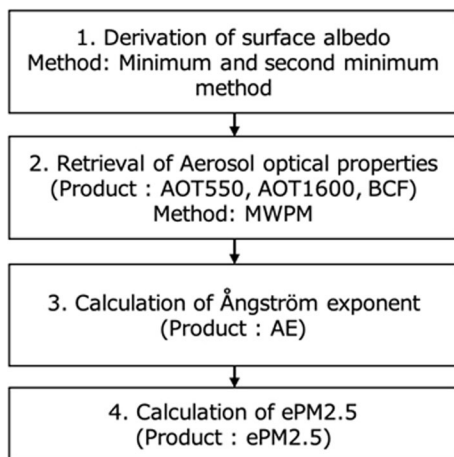 1. Derivation of surface albedo
Method: Minimum and second minimum
method
2. Retrieval of Aerosol optical properties
(Product : AOT550, AOT1600, BCF)
Method: MWPM
3. Calculation of Ångström exponent
(Product : AE)
4. Calculation of ePM2.5
(Product : ePM2.5)